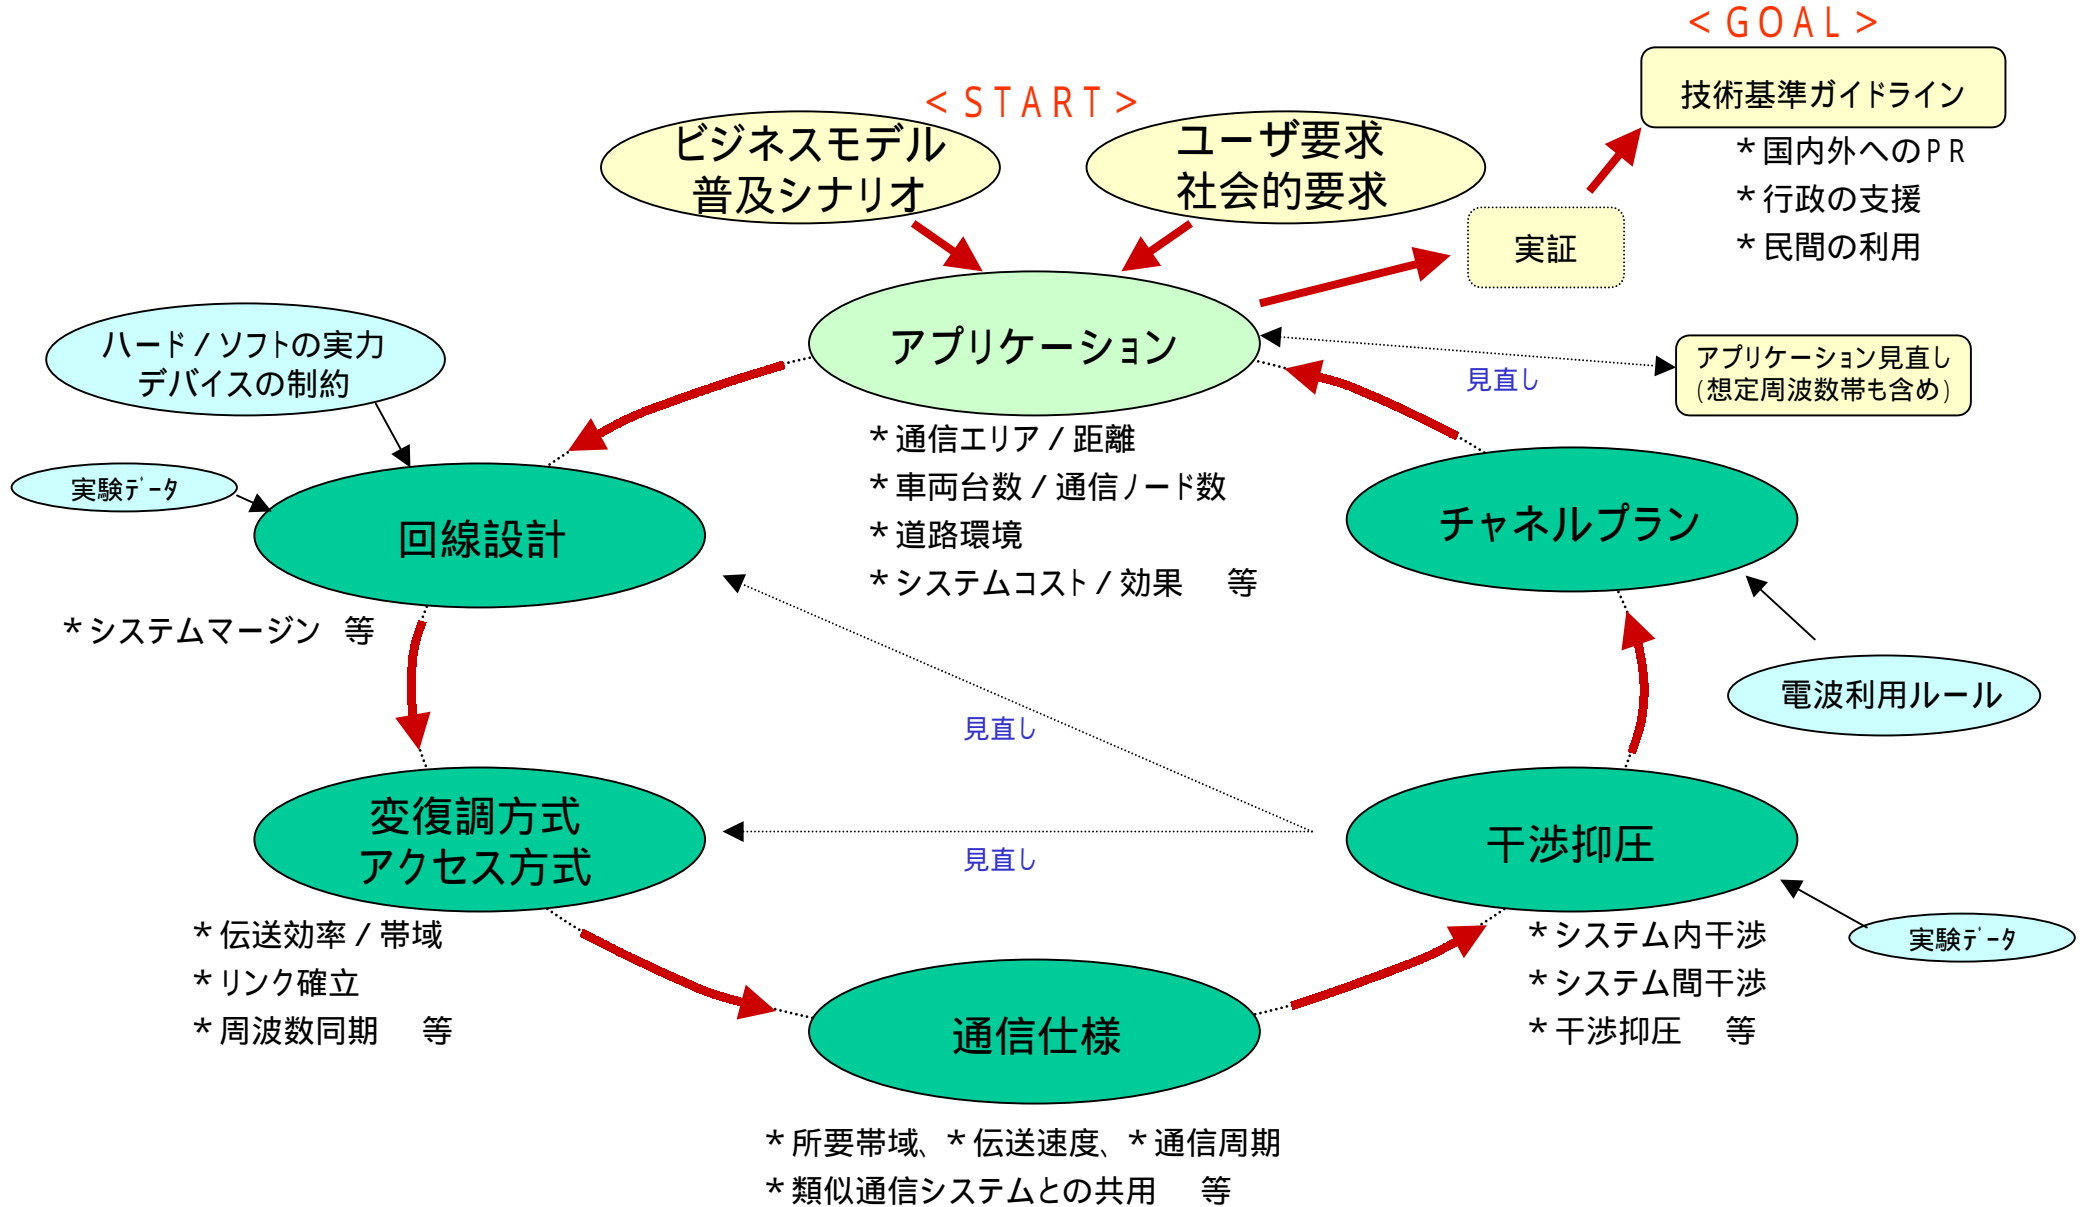 ＜ＧＯＡＬ＞
技術基準ガイドライン
＊国内外へのＰＲ
＊行政の支援
＊民間の利用
＜ＳＴＡＲＴ＞
ビジネスモデル
普及シナリオ
ユーザ要求
社会的要求
実証
ハード／ソフトの実力
デバイスの制約
アプリケーション
見直し
アプリケーション見直し
(想定周波数帯も含め)
実験ﾃﾞｰﾀ
回線設計
＊システムマージン 等
＊通信エリア／距離
＊車両台数／通信ノード数
＊道路環境
＊システムコスト／効果　等
チャネルプラン
電波利用ルール
見直し
見直し
変復調方式
アクセス方式
＊伝送効率／帯域
＊リンク確立
＊周波数同期　等
干渉抑圧
実験ﾃﾞｰﾀ
＊システム内干渉
＊システム間干渉
＊干渉抑圧　等
通信仕様
＊所要帯域、＊伝送速度、＊通信周期
＊類似通信システムとの共用　等